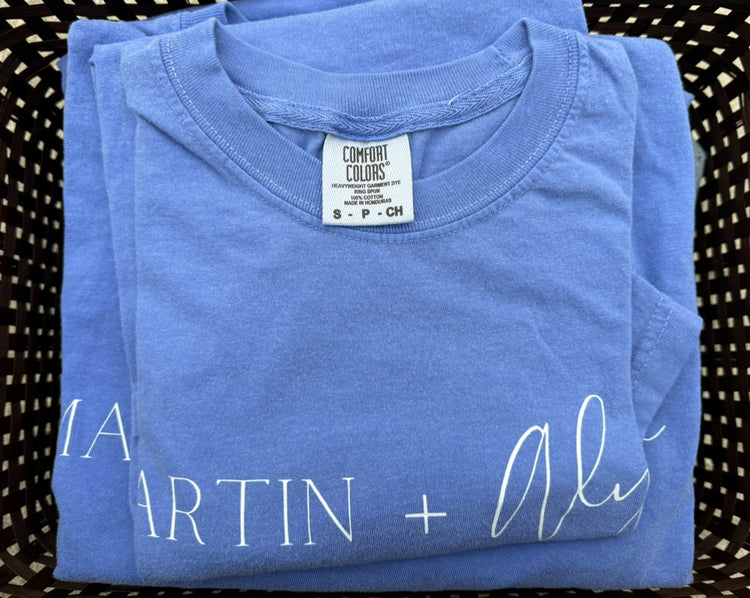 COMFORT
COLORS®
HEAVYWEIGHT GARMENT DYE
RING SPUN
100% COTTON
MADE IN HONDURAS
S - P - CH
MA
ARTIN +